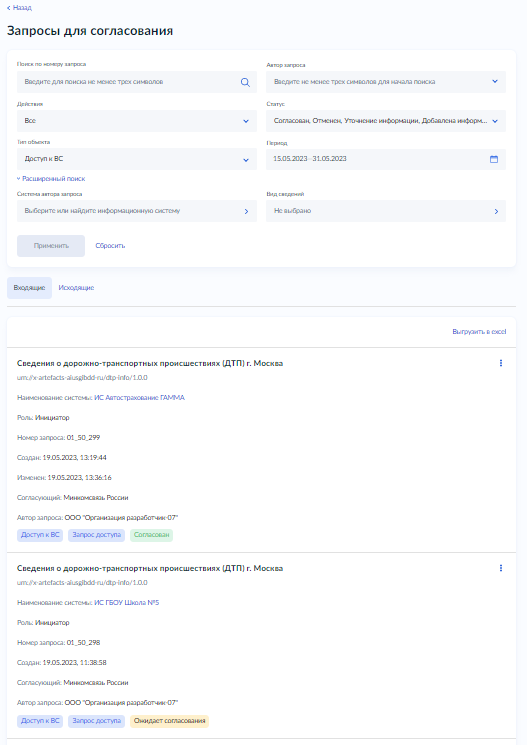 Назад
Запросы для согласования
Поиск по номеру запроса
Автор запроса
Введите для поиска не менее трех символов
Введите не менее трех символов для начала поиска
Действия
Статус
Все
Согласован, Отменен, Уточнение информации, Добавлена информ...
Тип объекта
Период
Доступ к ВС
15.05.2023–31.05.2023
Расширенный поиск
Система автора запроса
Вид сведений
Выберите или найдите информационную систему
Не выбрано
Применить
Сбросить
Входящие
Исходящие
Выгрузить в excel
Сведения о дорожно-транспортных происшествиях (ДТП) г. Москва
urn://x-artefacts-aiusgibdd-ru/dtp-info/1.0.0
Наименование системы: ИС Автострахование ГАММА
Роль: Инициатор
Номер запроса: 01_50_299
Создан: 19.05.2023, 13:19:44
Изменен: 19.05.2023, 13:36:16
Согласующий: Минкомсвязь России
Автор запроса: ООО "Организация разработчик-07"
Доступ к ВС
Запрос доступа
Согласован
Сведения о дорожно-транспортных происшествиях (ДТП) г. Москва
urn://x-artefacts-aiusgibdd-ru/dtp-info/1.0.0
Наименование системы: ИС ГБОУ Школа №5
Роль: Инициатор
Номер запроса: 01_50_298
Создан: 19.05.2023, 11:38:58
Согласующий: Минкомсвязь России
Автор запроса: ООО "Организация разработчик-07"
Доступ к ВС
Запрос доступа
Ожидает согласования